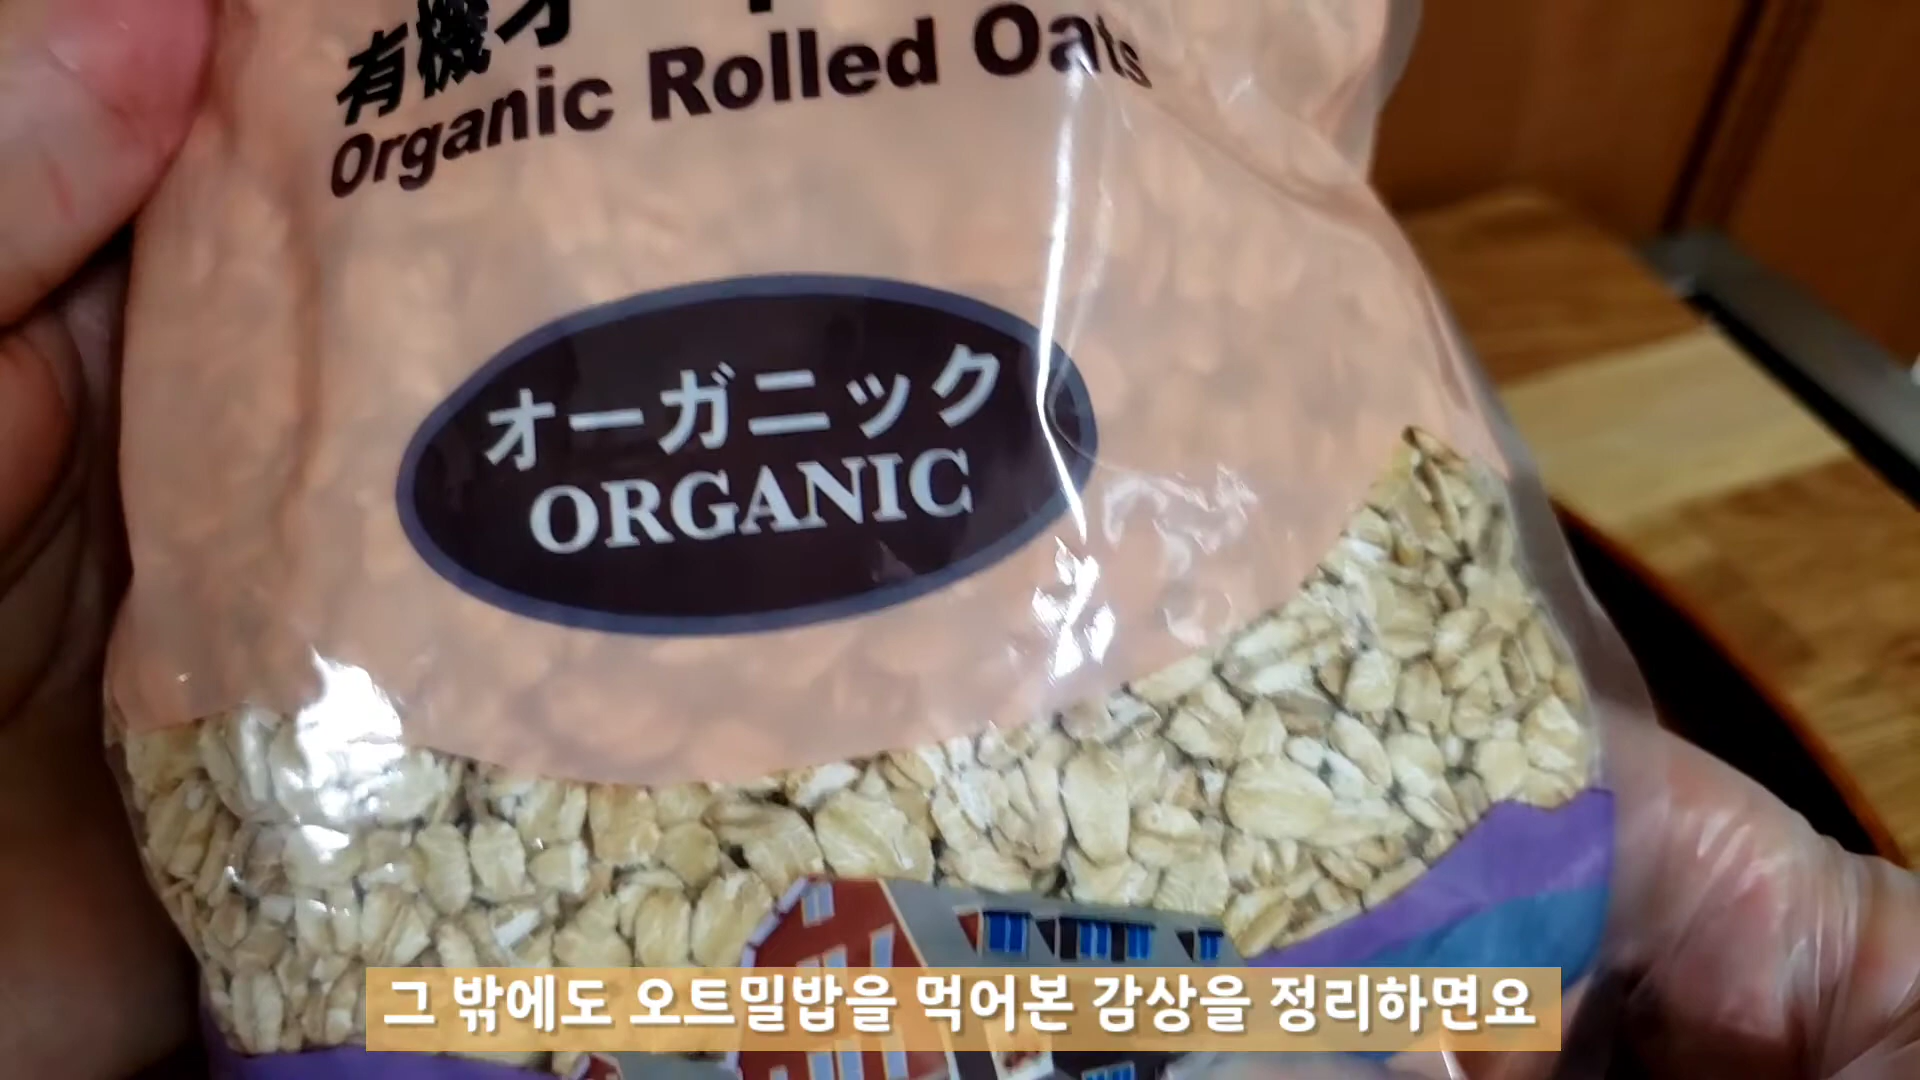 有機オ
Organic Rolled Oats
オーガニック
ORGANIC
그 밖에도 오트밀밥을 먹어본 감상을 정리하면요